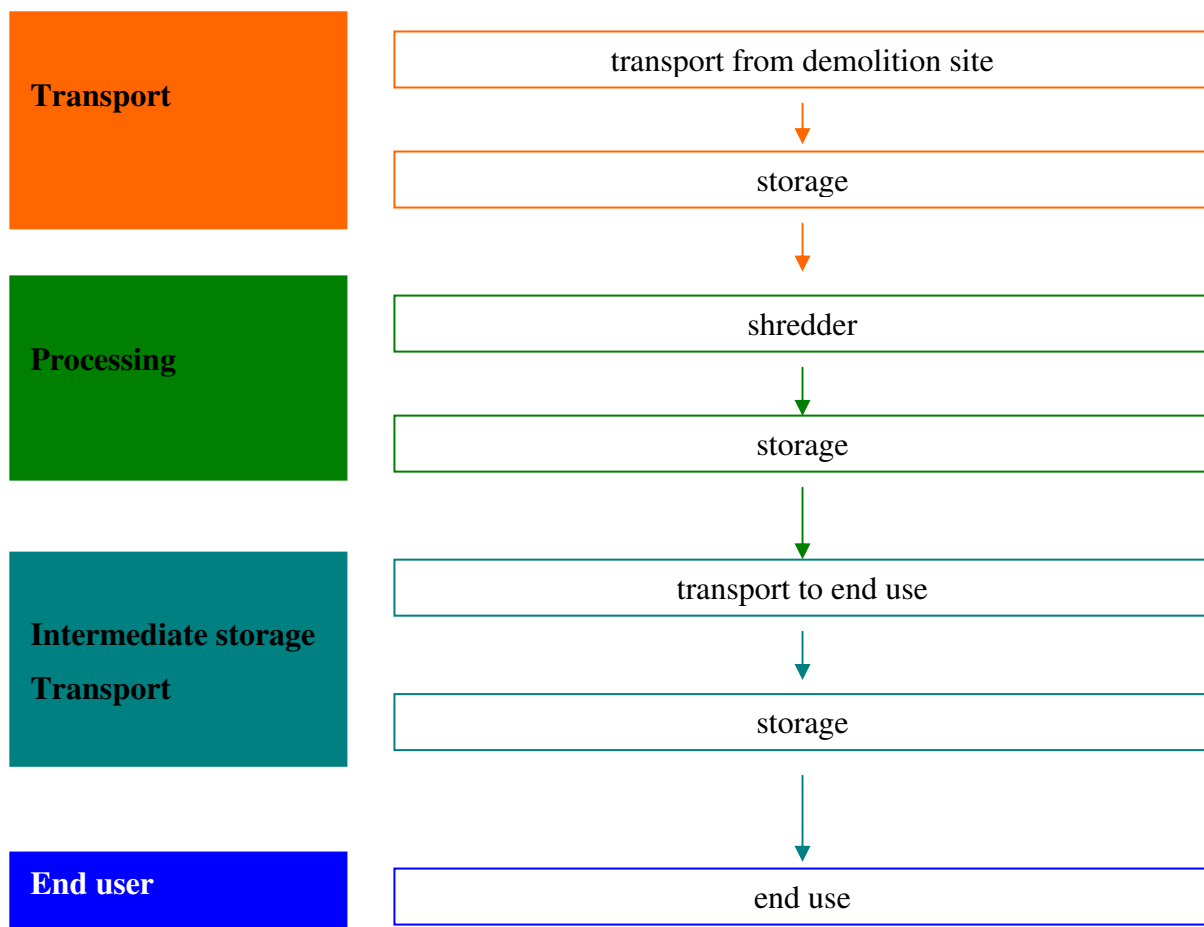 Transport
transport from demolition site
storage
Processing
shredder
storage
Intermediate storage
Transport
transport to end use
storage
End user
end use